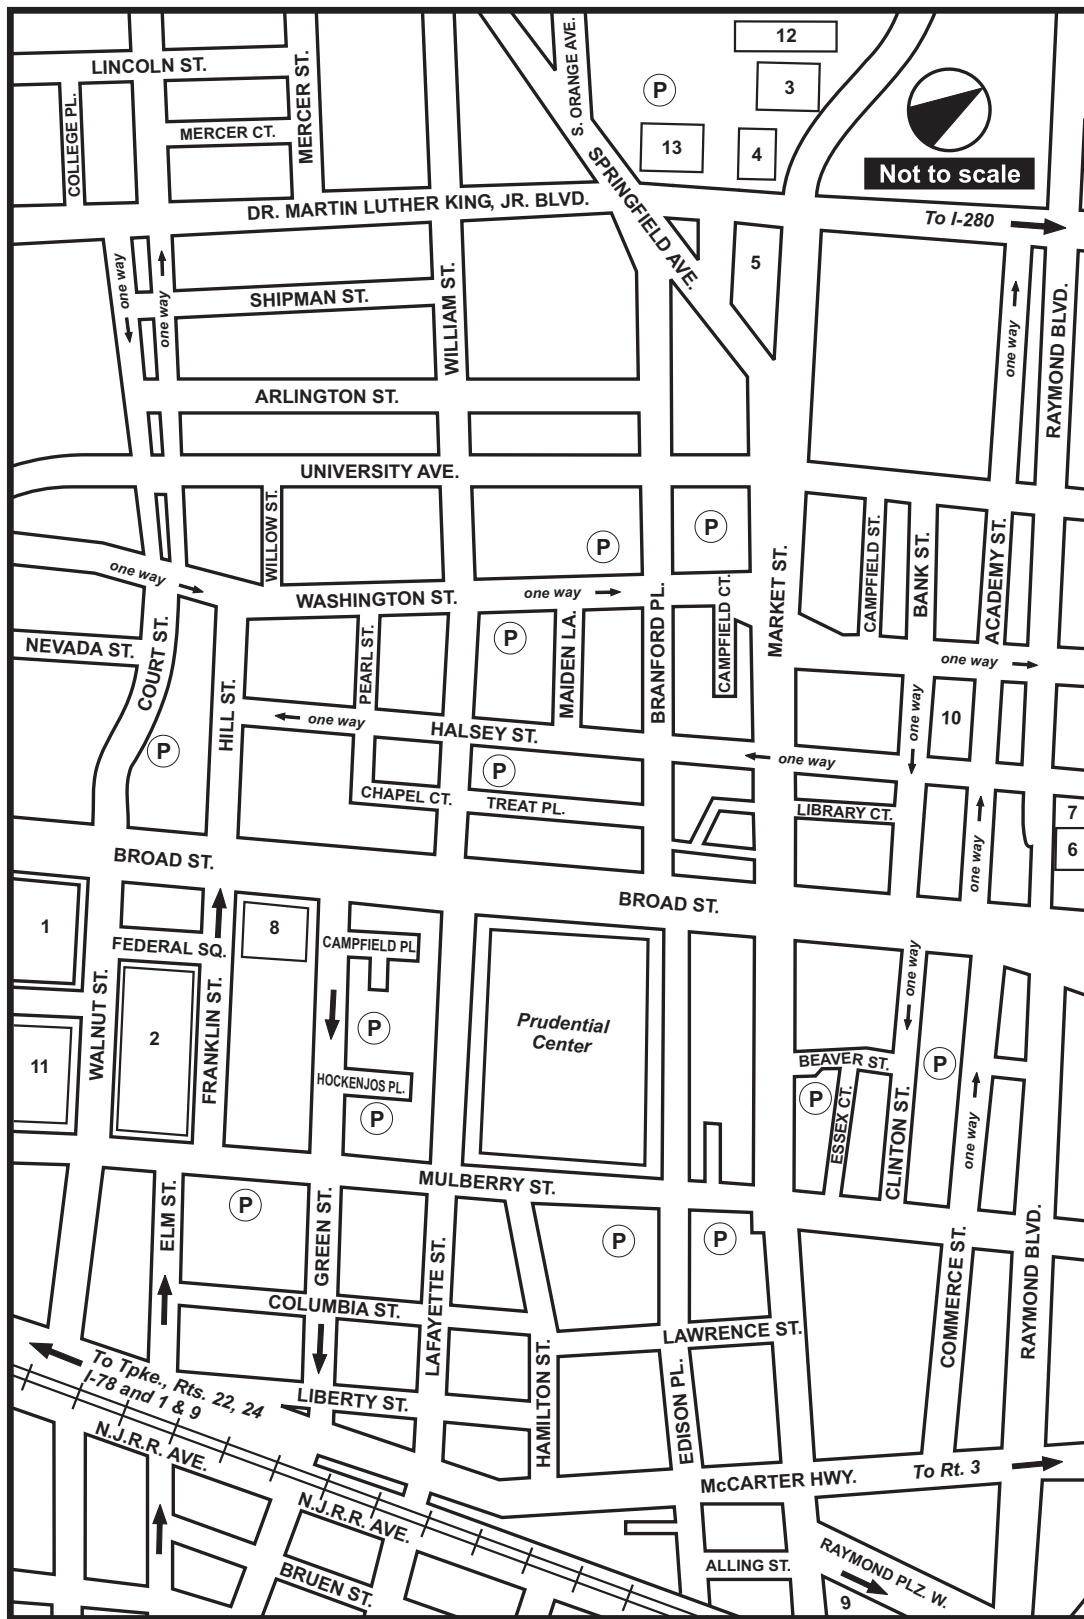 12
LINCOLN ST.
MERCER ST.
S. ORANGE AVE.
P
3
COLLEGE PL.
MERCER CT.
13
4
SPRINGFIELD AVE.
Not to scale
DR. MARTIN LUTHER KING, JR. BLVD.
To I-280
one way
one way
SHIPMAN ST.
WILLIAM ST.
5
one way
RAYMOND BLVD.
ARLINGTON ST.
UNIVERSITY AVE.
WILLOW ST.
P
P
MARKET ST.
CAMPFIELD ST.
BANK ST.
ACADEMY ST.
one way
WASHINGTON ST.
one way
NEVADA ST.
COURT ST.
PEARL ST.
P
MAIDEN LA.
BRANFORD PL.
CAMPFIELD CT.
one way
HILL ST.
one way
HALSEY ST.
one way
10
P
P
one way
CHAPEL CT.
TREAT PL.
LIBRARY CT.
7
6
one way
BROAD ST.
BROAD ST.
1
8
FEDERAL SQ.
CAMPFIELD PL
one way
WALNUT ST.
FRANKLIN ST.
2
P
Prudential
Center
11
HOCKENJOS PL.
BEAVER ST.
P
P
P
ESSEX CT.
CLINTON ST.
one way
MULBERRY ST.
ELM ST.
P
GREEN ST.
LAFAYETTE ST.
P
P
COMMERCE ST.
RAYMOND BLVD.
COLUMBIA ST.
LAWRENCE ST.
To Tpke., Rts. 22, 24
I-78 and 1 & 9
LIBERTY ST.
HAMILTON ST.
EDISON PL.
N.J.R.R. AVE.
McCARTER HWY.
To Rt. 3
N.J.R.R. AVE.
BRUEN ST.
ALLING ST.
RAYMOND PLZ. W.
9